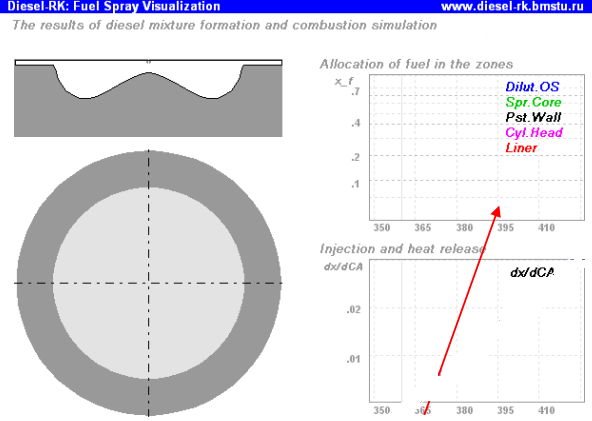 Diesel-RK: Fuel Spray Visualization www.diesel-rk.bmstu.ru
The results of diesel mixture formation and combustion simulation
Allocation of fuel in the zones
x_f
.7
Dilut.OS
Spr.Core
Pst.Wall
.4
Cyl.Head
Liner
.2
.1
350 365 380 395 410
Injection and heat release
dx/dCA
dx/dCA
.02
.01
350 365 380 395 410